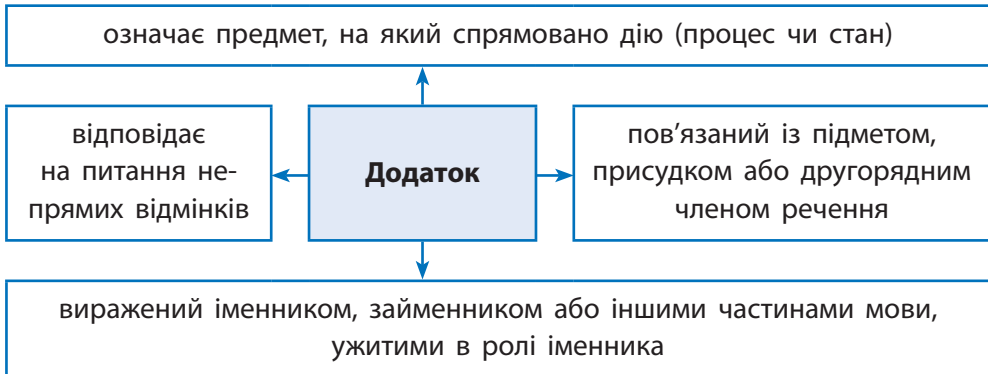 означає предмет, на який спрямовано дію (процес чи стан)
відповідає
на питання не-
прямих відмінків
Додаток
пов’язаний із підметом,
присудком або другорядним
членом речення
виражений іменником, займенником або іншими частинами мови,
ужитими в ролі іменника